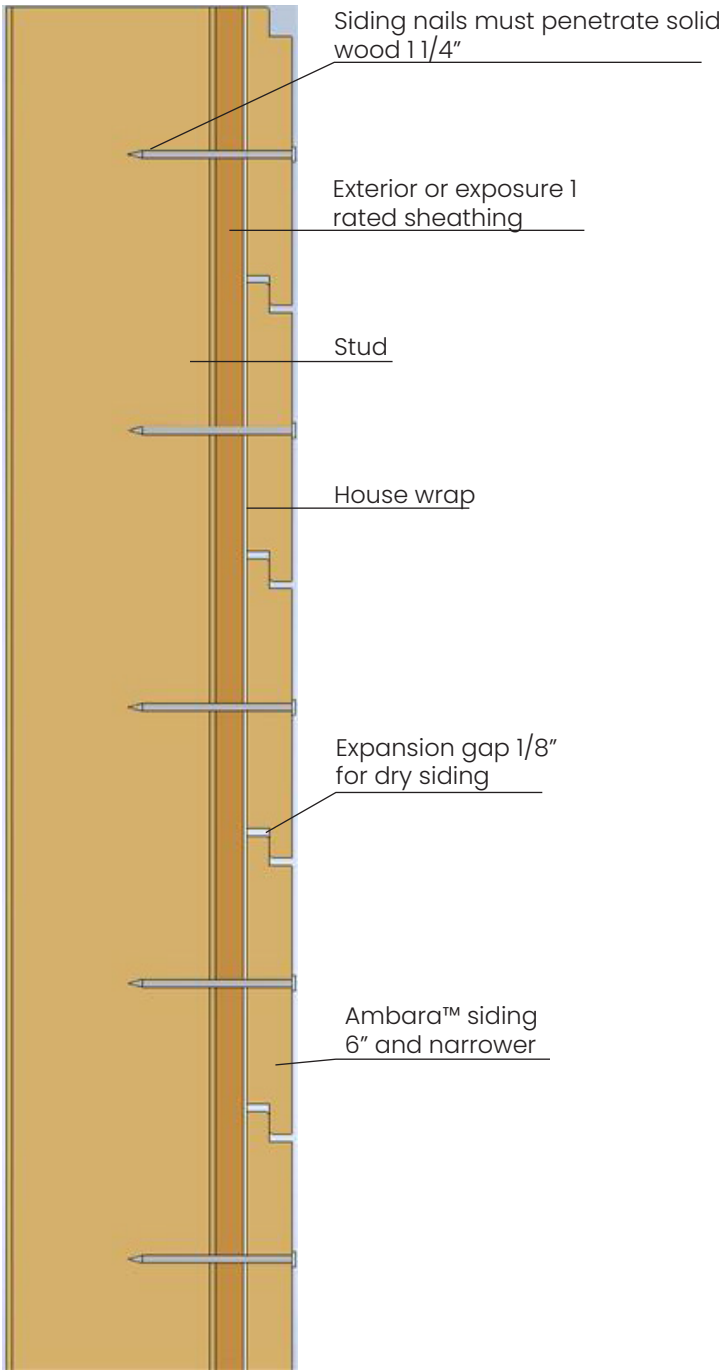 Siding nails must penetrate solid
wood 1 1/4”
Exterior or exposure 1
rated sheathing
Stud
House wrap
Expansion gap 1/8”
for dry siding
Ambara™ siding
6” and narrower